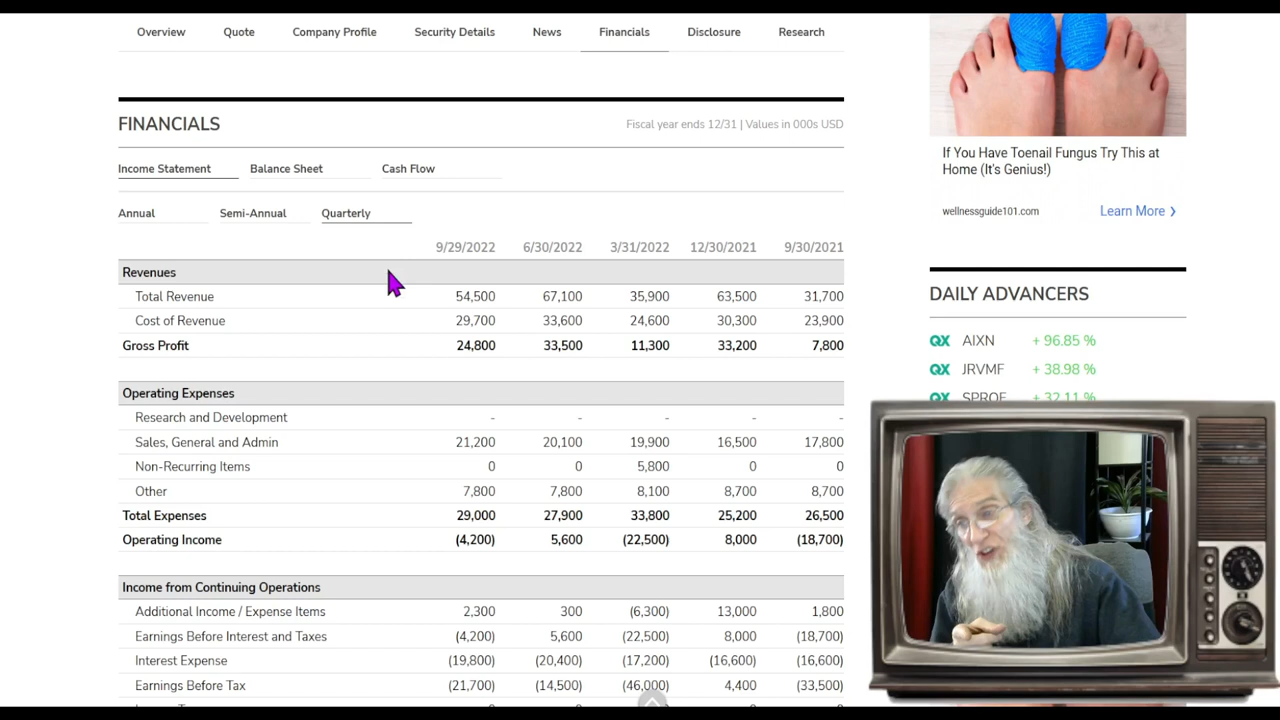 Overview Quote Company Profile Security Details News Financials Disclosure Research
FINANCIALS
Fiscal year ends 12/31 | Values in 000s USD
Income Statement Balance Sheet Cash Flow
Annual Semi-Annual Quarterly
9/29/2022 6/30/2022 3/31/2022 12/30/2021 9/30/2021
Revenues
Total Revenue 54,500 67,100 35,900 63,500 31,700
Cost of Revenue 29,700 33,600 24,600 30,300 23,900
Gross Profit 24,800 33,500 11,300 33,200 7,800
Operating Expenses
Research and Development - - - - -
Sales, General and Admin 21,200 20,100 19,900 16,500 17,800
Non-Recurring Items 0 0 5,800 0 0
Other 7,800 7,800 8,100 8,700 8,700
Total Expenses 29,000 27,900 33,800 25,200 26,500
Operating Income (4,200) 5,600 (22,500) 8,000 (18,700)
Income from Continuing Operations
Additional Income / Expense Items 2,300 300 (6,300) 13,000 1,800
Earnings Before Interest and Taxes (4,200) 5,600 (22,500) 8,000 (18,700)
Interest Expense (19,800) (20,400) (17,200) (16,600) (16,600)
Earnings Before Tax (21,700) (14,500) (46,000) 4,400 (33,500)
If You Have Toenail Fungus Try This at
Home (It's Genius!)
wellnessguide101.com Learn More
DAILY ADVANCERS
QX AIXN + 96.85 %
QX JRVMF + 38.98 %
QX SPROF + 32.11 %